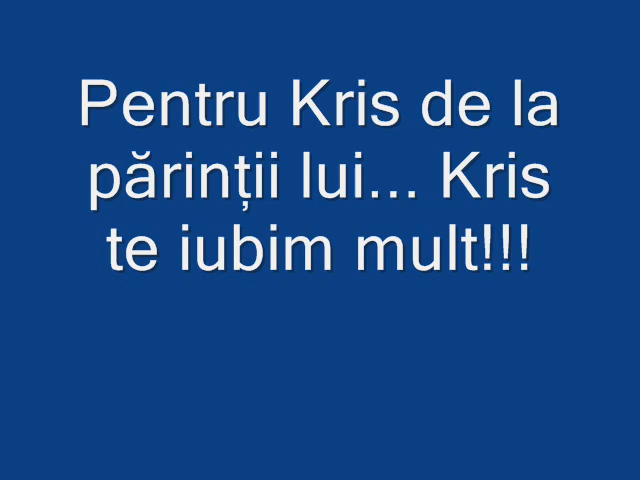 Pentru Kris de la
părinții lui... Kris
te iubim mult!!!